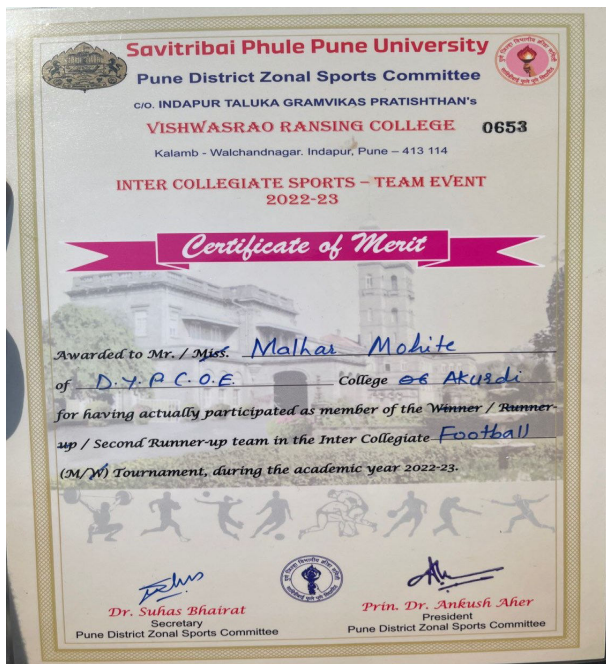 Savitribai Phule Pune University
Pune District Zonal Sports Committee
C/O. INDAPUR TALUKA GRAMVIKAS PRATISHTHAN's
VISHWASRAO RANSING COLLEGE 0653
Kalamb - Walchandnagar. Indapur, Pune – 413 114
INTER COLLEGIATE SPORTS – TEAM EVENT
2022-23
Certificate of Merit
Awarded to Mr. / Miss. Malhar Mohite
of D.Y.P.C.O.E. College of Akurdi
for having actually participated as member of the Winner / Runner-
up / Second Runner-up team in the Inter Collegiate Football
(M/W) Tournament, during the academic year 2022-23.
Dr. Suhas Bhairat
Secretary
Pune District Zonal Sports Committee
Prin. Dr. Ankush Aher
President
Pune District Zonal Sports Committee